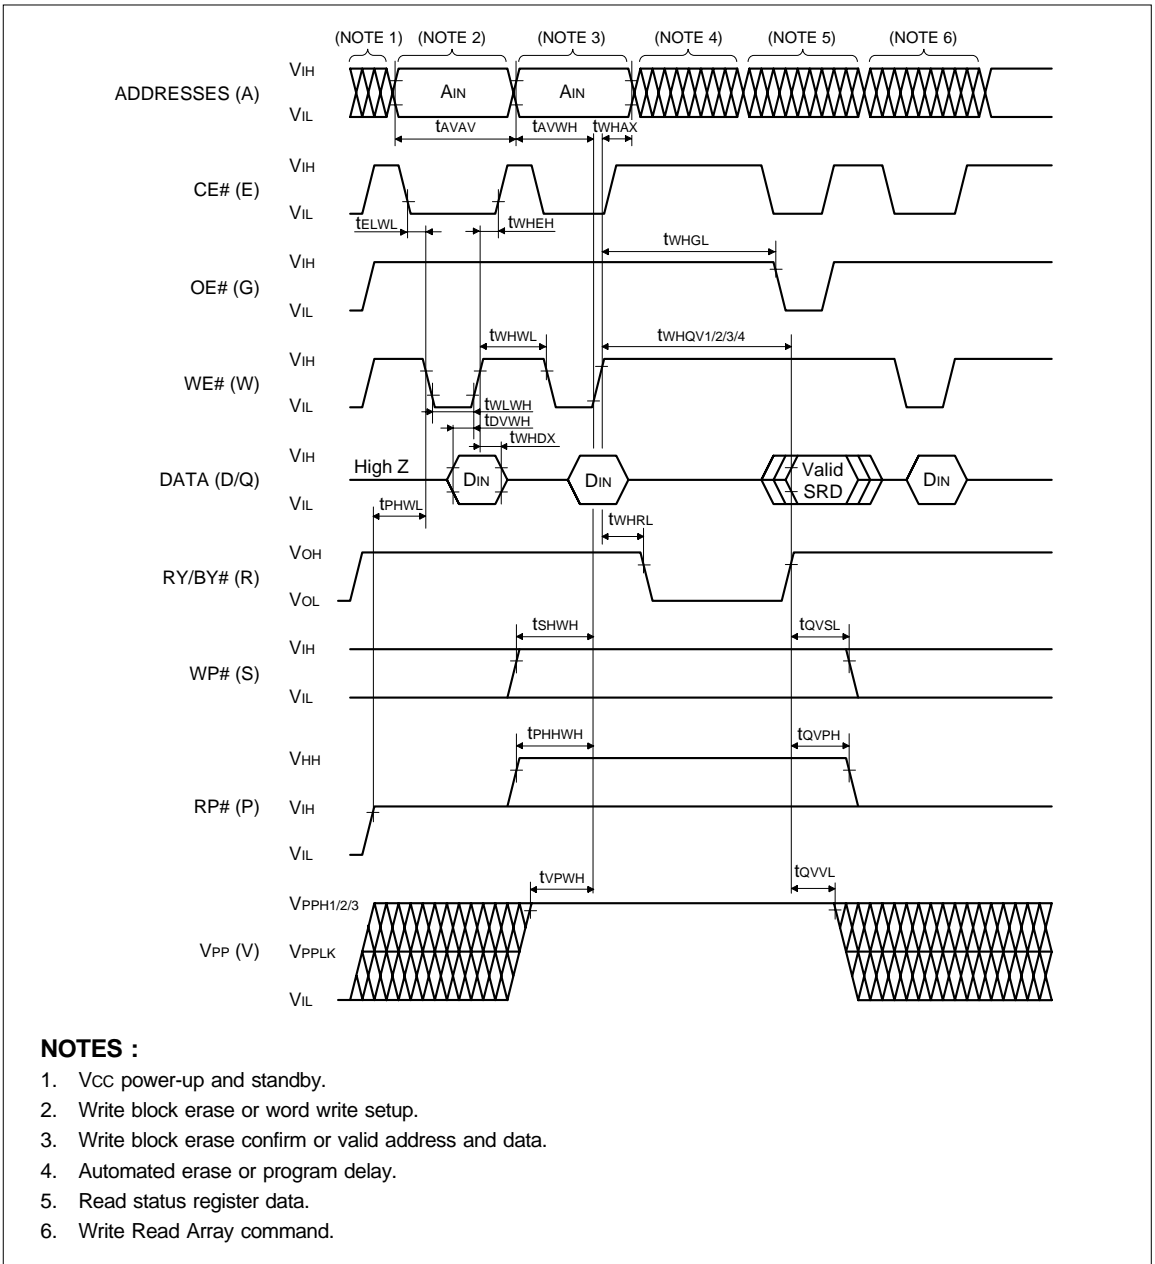 (NOTE 1) (NOTE 2) (NOTE 3) (NOTE 4) (NOTE 5) (NOTE 6)
ADDRESSES (A)
VIH
VIL
AIN
AIN
tAVAV
tAVWH
tWHAX
CE# (E)
VIH
VIL
tELWL
tWHEH
tWHGL
OE# (G)
VIH
VIL
tWHWL
tWHQV1/2/3/4
WE# (W)
VIH
VIL
tWLWH
tDVWH
tWHDX
DATA (D/Q)
VIH
VIL
High Z
DIN
DIN
Valid
SRD
DIN
tPHWL
tWHRL
RY/BY# (R)
VOH
VOL
tSHWH
tQVSL
WP# (S)
VIH
VIL
tPHHWH
tQVPH
RP# (P)
VHH
VIH
VIL
tVPWH
tQVVL
VPP (V)
VPPH1/2/3
VPPLK
VIL
NOTES :
1. VCC power-up and standby.
2. Write block erase or word write setup.
3. Write block erase confirm or valid address and data.
4. Automated erase or program delay.
5. Read status register data.
6. Write Read Array command.